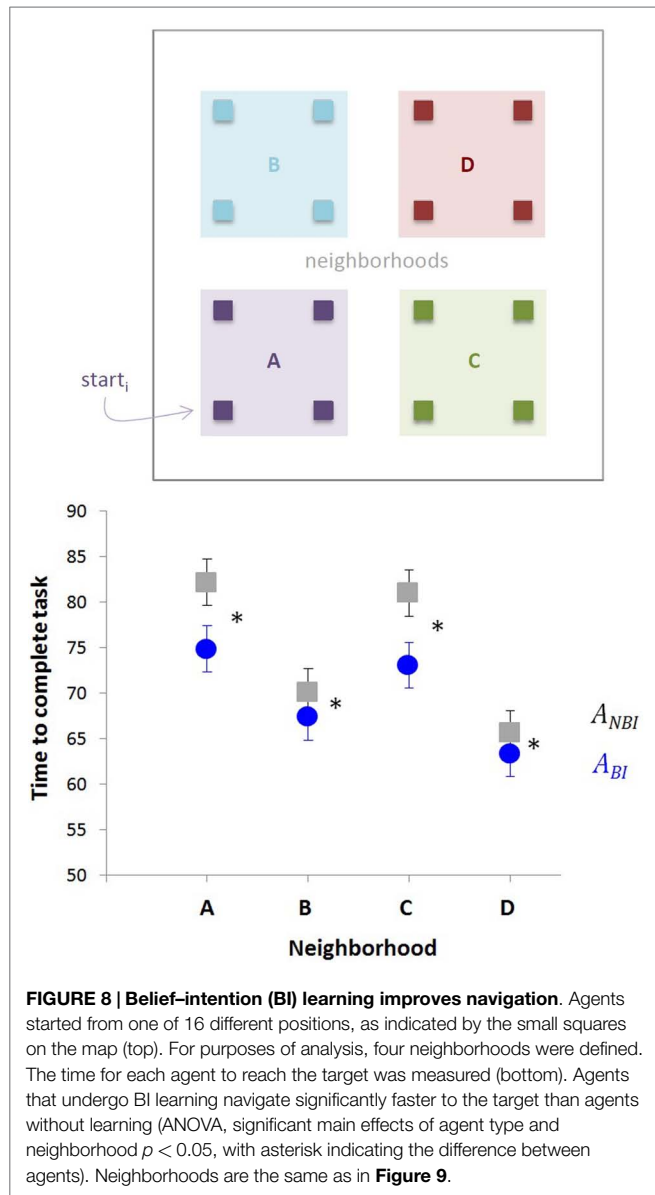 B
D
neighborhoods
A
C
start_i
90
85
80
75
70
65
60
55
50
Time to complete task
*
*
*
*
A_NBI
A_BI
A B C D
Neighborhood
FIGURE 8 | Belief–intention (BI) learning improves navigation. Agents
started from one of 16 different positions, as indicated by the small squares
on the map (top). For purposes of analysis, four neighborhoods were defined.
The time for each agent to reach the target was measured (bottom). Agents
that undergo BI learning navigate significantly faster to the target than agents
without learning (ANOVA, significant main effects of agent type and
neighborhood p < 0.05, with asterisk indicating the difference between
agents). Neighborhoods are the same as in Figure 9.